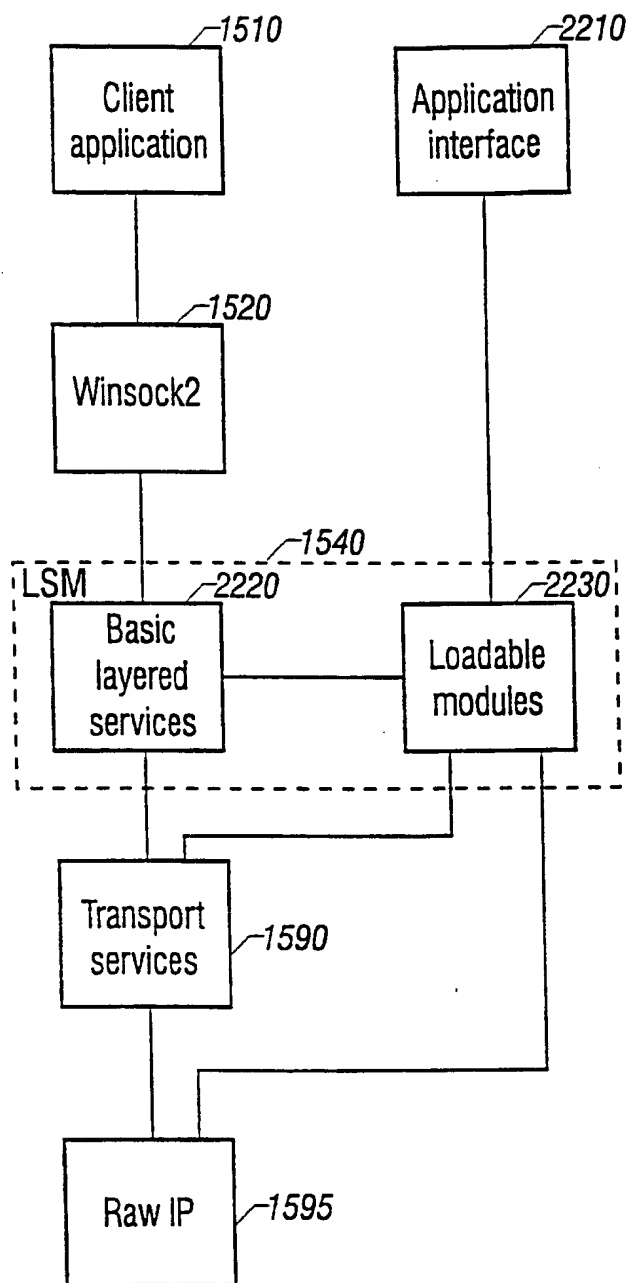 1510
2210
Client
application
Application
interface
1520
Winsock2
1540
LSM
2220
2230
Basic
layered
services
Loadable
modules
Transport
services
1590
Raw IP
1595